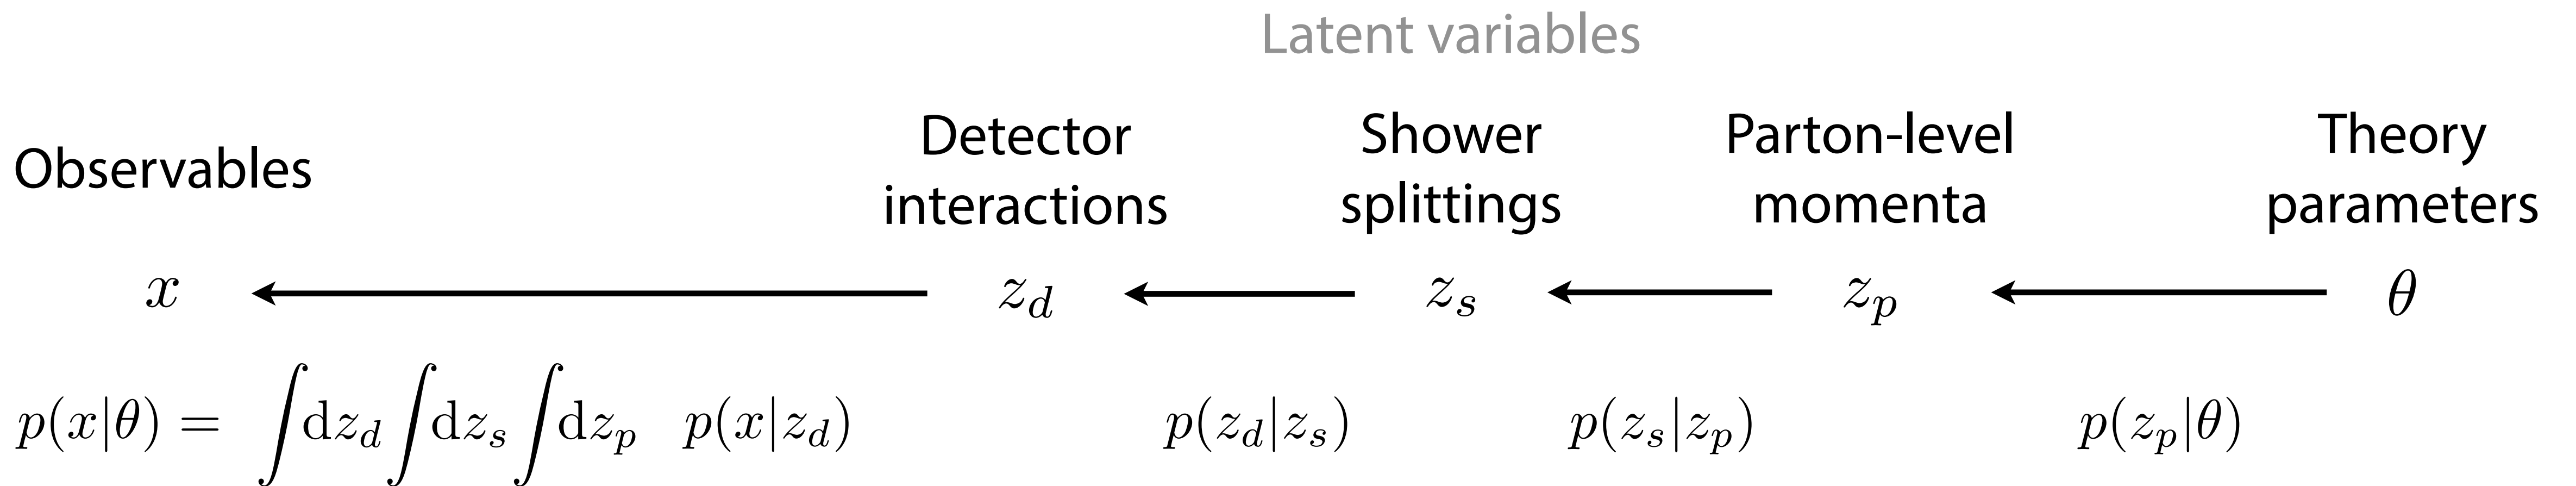 Latent variables
Observables
Detector interactions
Shower splittings
Parton-level momenta
Theory parameters
x ← z_d ← z_s ← z_p ← θ
p(x|θ) = ∫dz_d ∫dz_s ∫dz_p p(x|z_d) p(z_d|z_s) p(z_s|z_p) p(z_p|θ)